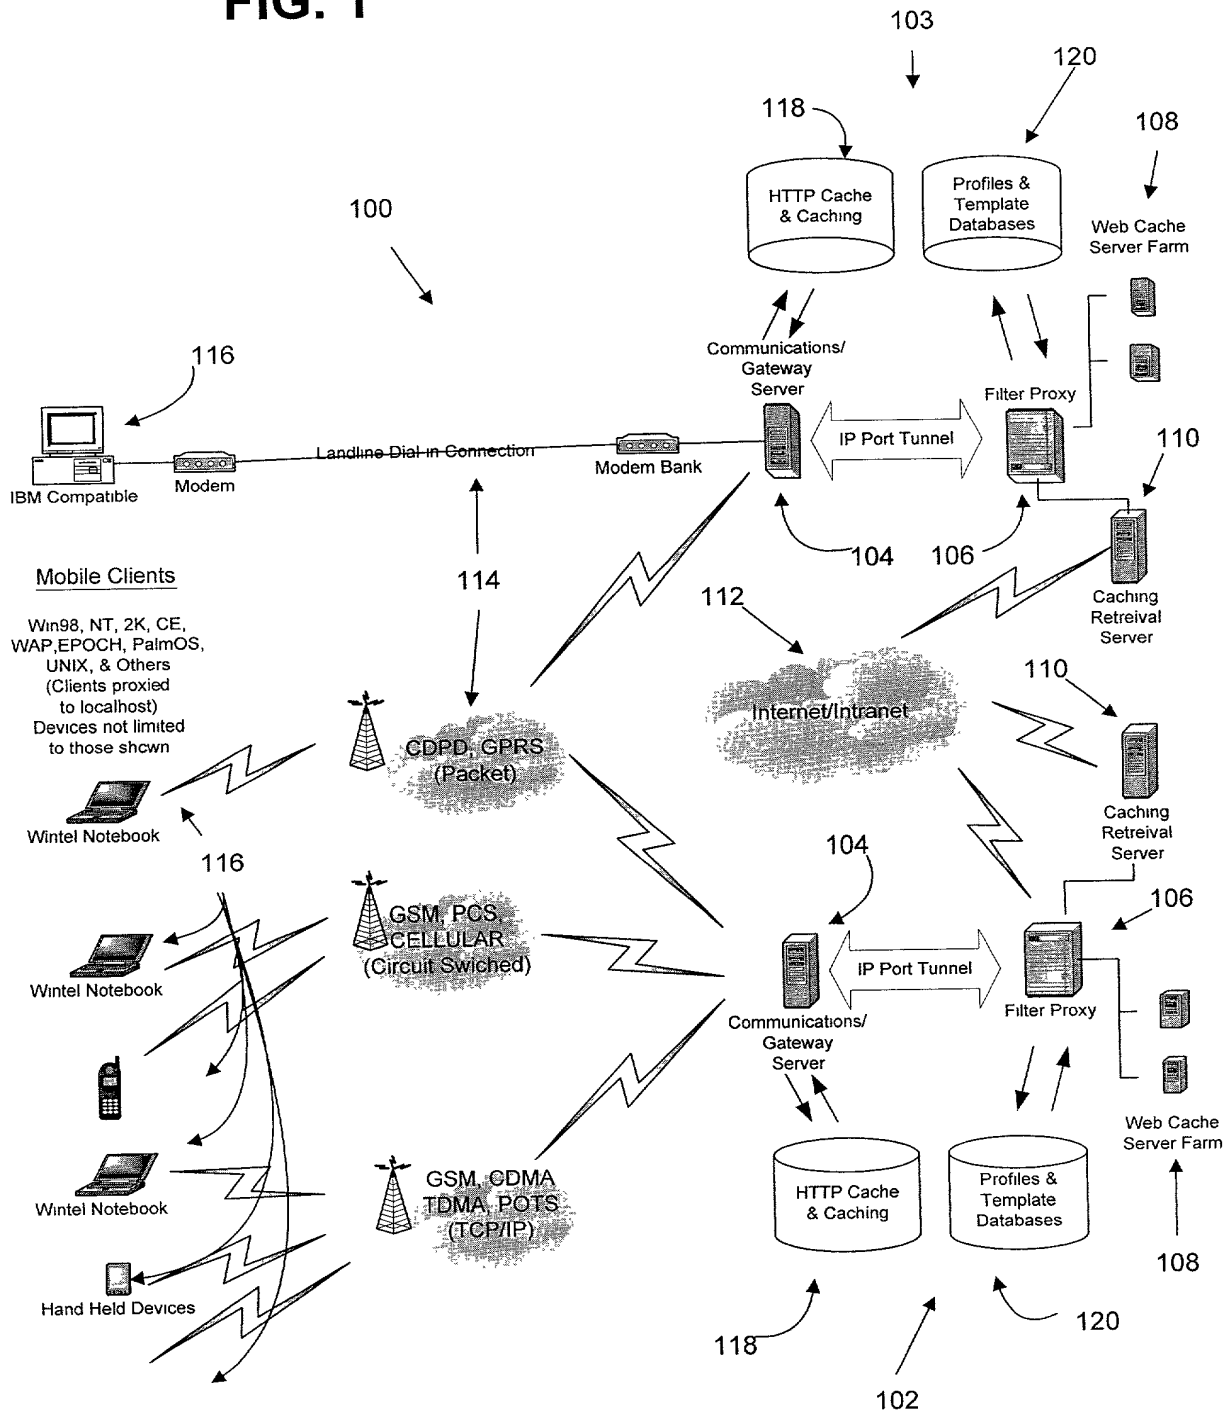 FIG. 1
103
120
118
108
HTTP Cache
& Caching
Profiles &
Template
Databases
Web Cache
Server Farm
100
116
Communications/
Gateway
Server
Filter Proxy
IP Port Tunnel
110
Landline Dial-in Connection
IBM Compatible
Modem
Modem Bank
104
106
114
112
Caching
Retreival
Server
Mobile Clients
Win98, NT, 2K, CE,
WAP,EPOCH, PalmOS,
UNIX, & Others
(Clients proxied
to localhost)
Devices not limited
to those shown
110
Internet/Intranet
CDPD, GPRS
(Packet)
Wintel Notebook
Caching
Retreival
Server
116
104
106
GSM, PCS,
CELLULAR
(Circuit Swiched)
Wintel Notebook
IP Port Tunnel
Filter Proxy
Communications/
Gateway
Server
Web Cache
Server Farm
Wintel Notebook
GSM, CDMA
TDMA, POTS
(TCP/IP)
HTTP Cache
& Caching
Profiles &
Template
Databases
108
Hand Held Devices
118
120
102